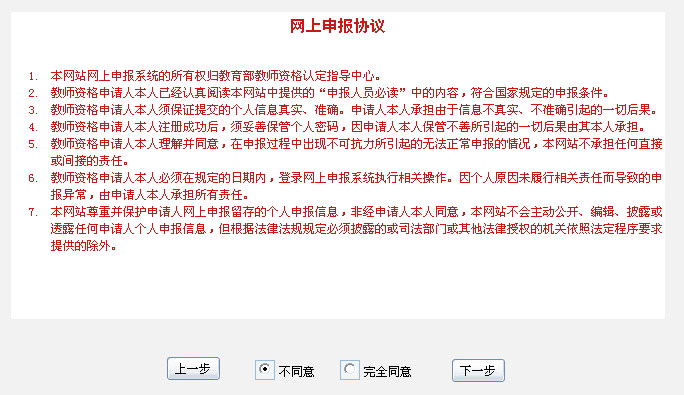 网上申报协议
1. 本网站网上申报系统的所有权归教育部教师资格认定指导中心。
2. 教师资格申请人本人已经认真阅读本网站中提供的“申报人员必读”中的内容，符合国家规定的申报条件。
3. 教师资格申请人本人须保证提交的个人信息真实、准确。申请人本人承担由于信息不真实、不准确引起的一切后果。
4. 教师资格申请人本人注册成功后，须妥善保管个人密码，因申请人本人保管不善所引起的一切后果由其本人承担。
5. 教师资格申请人本人理解并同意，在申报过程中出现不可抗力所引起的无法正常申报的情况，本网站不承担任何直接
或间接的责任。
6. 教师资格申请人本人必须在规定的日期内，登录网上申报系统执行相关操作。因个人原因未履行相关责任而导致的申
报异常，由申请人本人承担所有责任。
7. 本网站尊重并保护申请人网上申报留存的个人申报信息，非经申请人本人同意，本网站不会主动公开、编辑、披露或
透露任何申请人个人申报信息，但根据法律法规规定必须披露的或司法部门或其他法律授权的机关依照法定程序要求
提供的除外。
上一步 不同意 完全同意 下一步